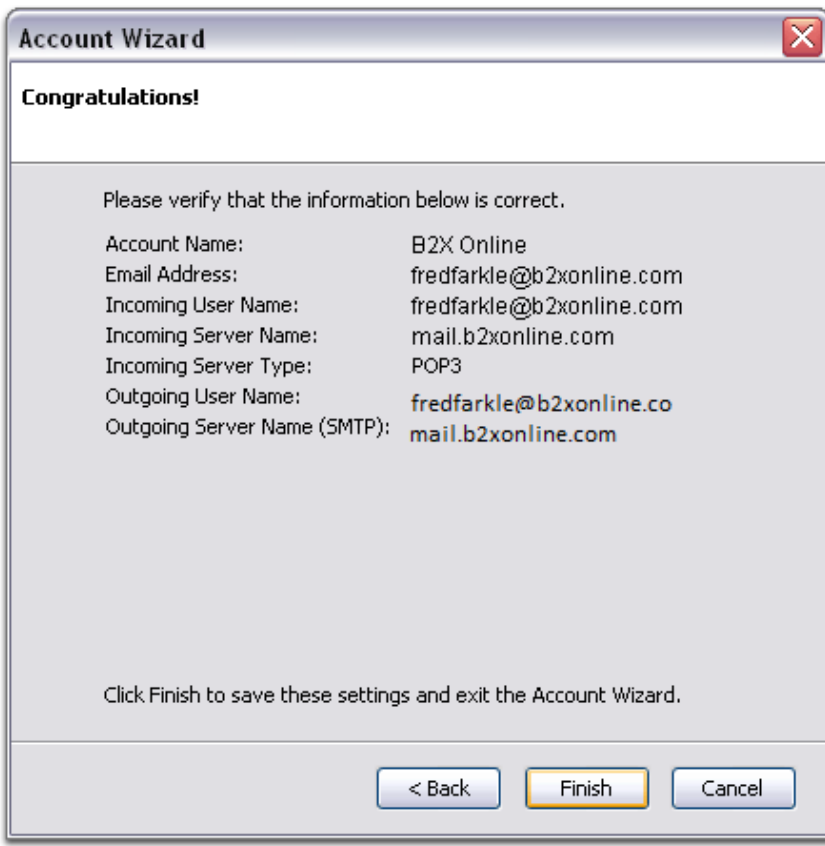 Account Wizard
Congratulations!
Please verify that the information below is correct.
Account Name: B2X Online
Email Address: fredfarkle@b2xonline.com
Incoming User Name: fredfarkle@b2xonline.com
Incoming Server Name: mail.b2xonline.com
Incoming Server Type: POP3
Outgoing User Name: fredfarkle@b2xonline.co
Outgoing Server Name (SMTP): mail.b2xonline.com
Click Finish to save these settings and exit the Account Wizard.
< Back Finish Cancel